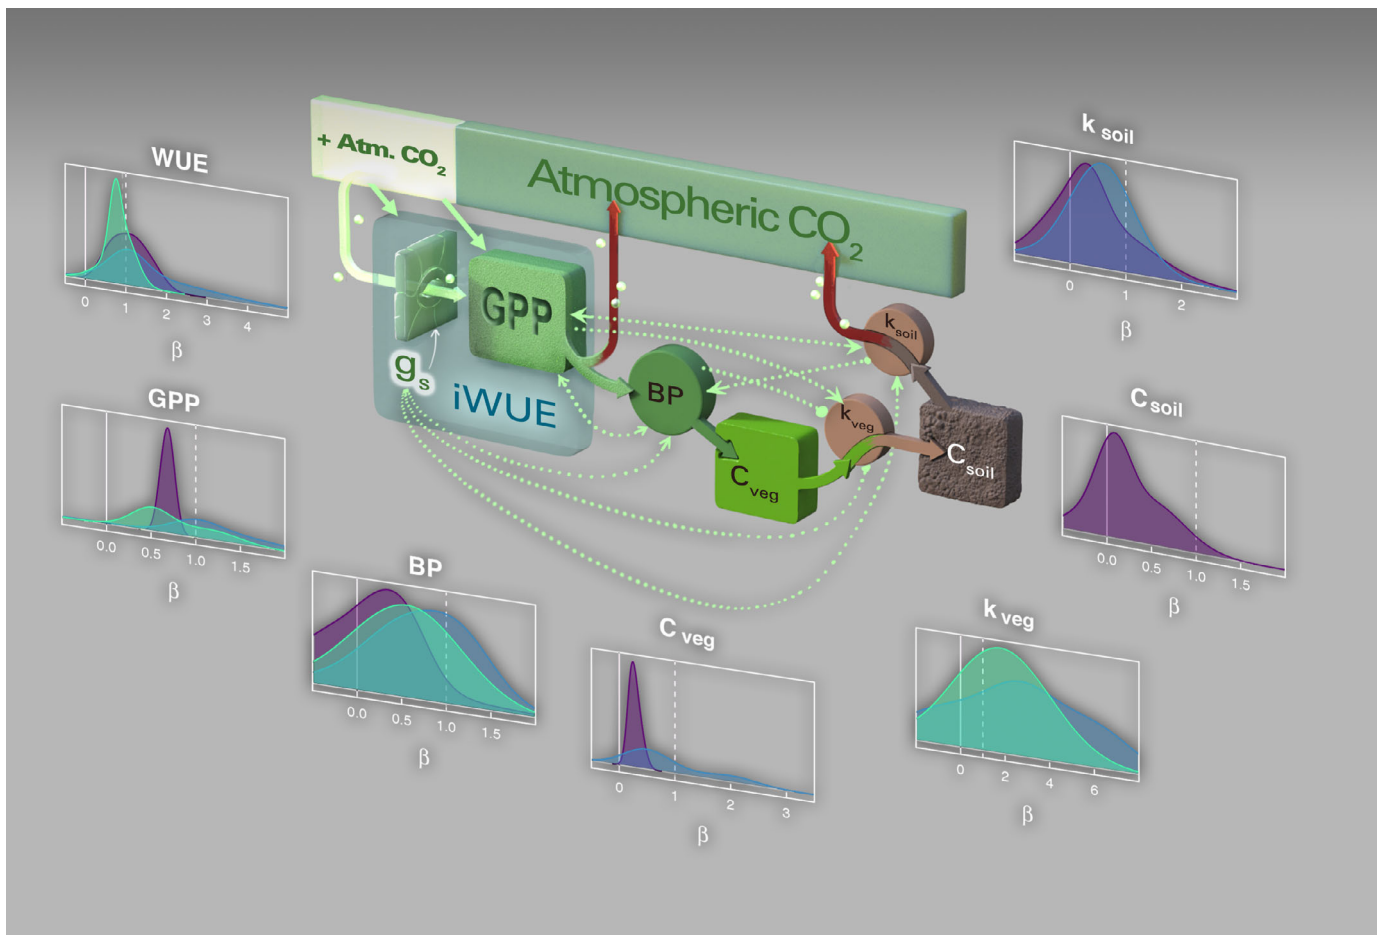 + Atm. CO2
Atmospheric CO2
WUE
0 1 2 3 4
β
GPP
0.0 0.5 1.0 1.5
β
BP
0.0 0.5 1.0 1.5
β
C veg
0 1 2 3
β
k veg
0 2 4 6
β
C soil
0.0 0.5 1.0 1.5
β
k soil
0 1 2
β
GPP
gs
iWUE
BP
Cveg
kveg
ksoil
Csoil